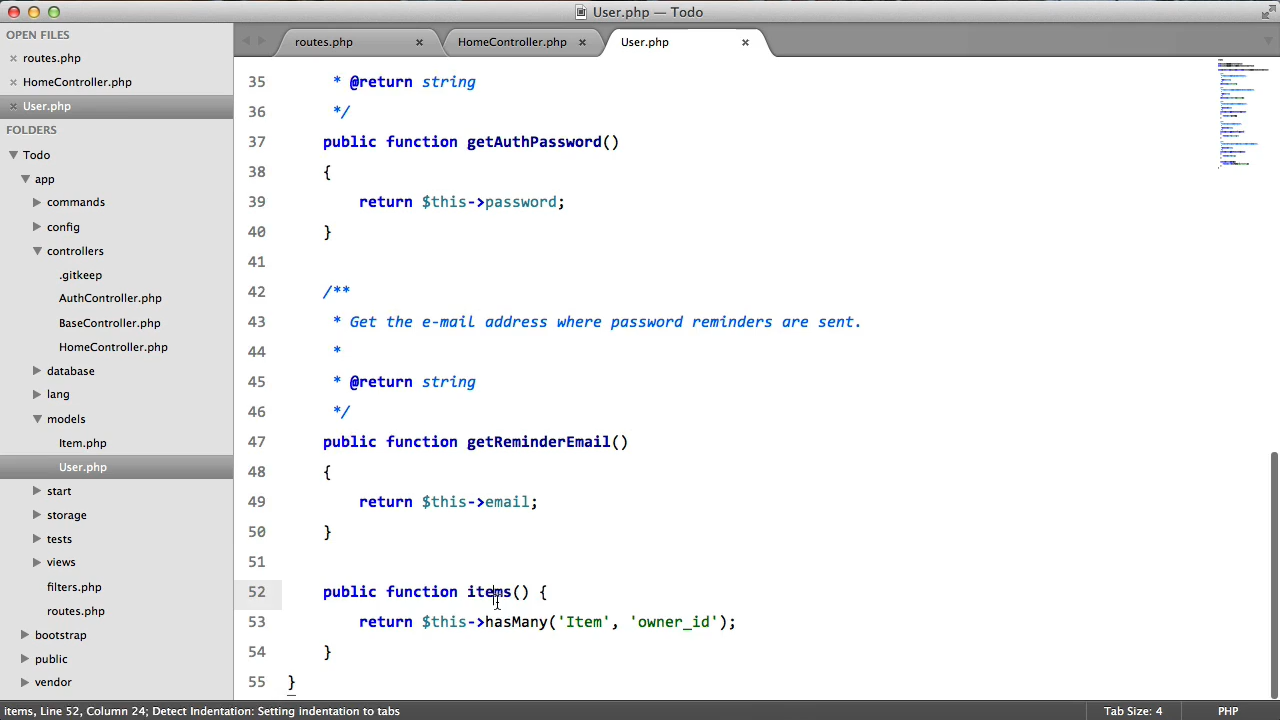 User.php — Todo
OPEN FILES
routes.php
HomeController.php
User.php
FOLDERS
Todo
app
commands
config
controllers
.gitkeep
AuthController.php
BaseController.php
HomeController.php
database
lang
models
Item.php
User.php
start
storage
tests
views
filters.php
routes.php
bootstrap
public
vendor
routes.php × HomeController.php × User.php ×
35 * @return string
36 */
37 public function getAuthPassword()
38 {
39 return $this->password;
40 }
41
42 /**
43 * Get the e-mail address where password reminders are sent.
44 *
45 * @return string
46 */
47 public function getReminderEmail()
48 {
49 return $this->email;
50 }
51
52 public function items() {
53 return $this->hasMany('Item', 'owner_id');
54 }
55 }
items, Line 52, Column 24; Detect Indentation: Setting indentation to tabs
Tab Size: 4 PHP